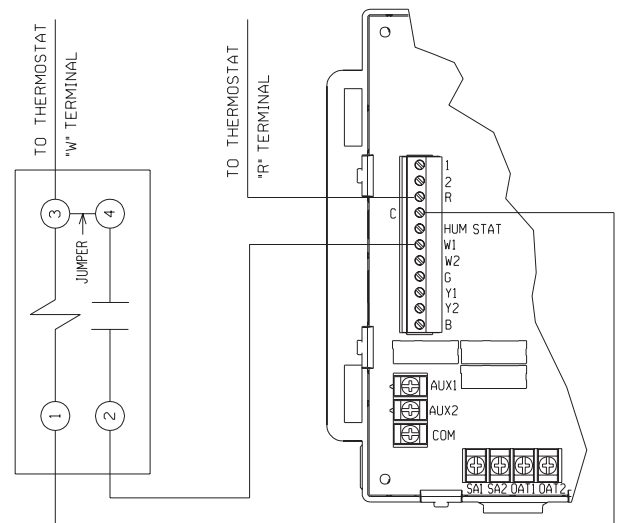 TO THERMOSTAT
"W" TERMINAL
TO THERMOSTAT
"R" TERMINAL
3
4
JUMPER
1
2
1
2
R
C
HUM STAT
W1
W2
G
Y1
Y2
B
AUX1
AUX2
COM
SA1 SA2 OAT1 OAT2